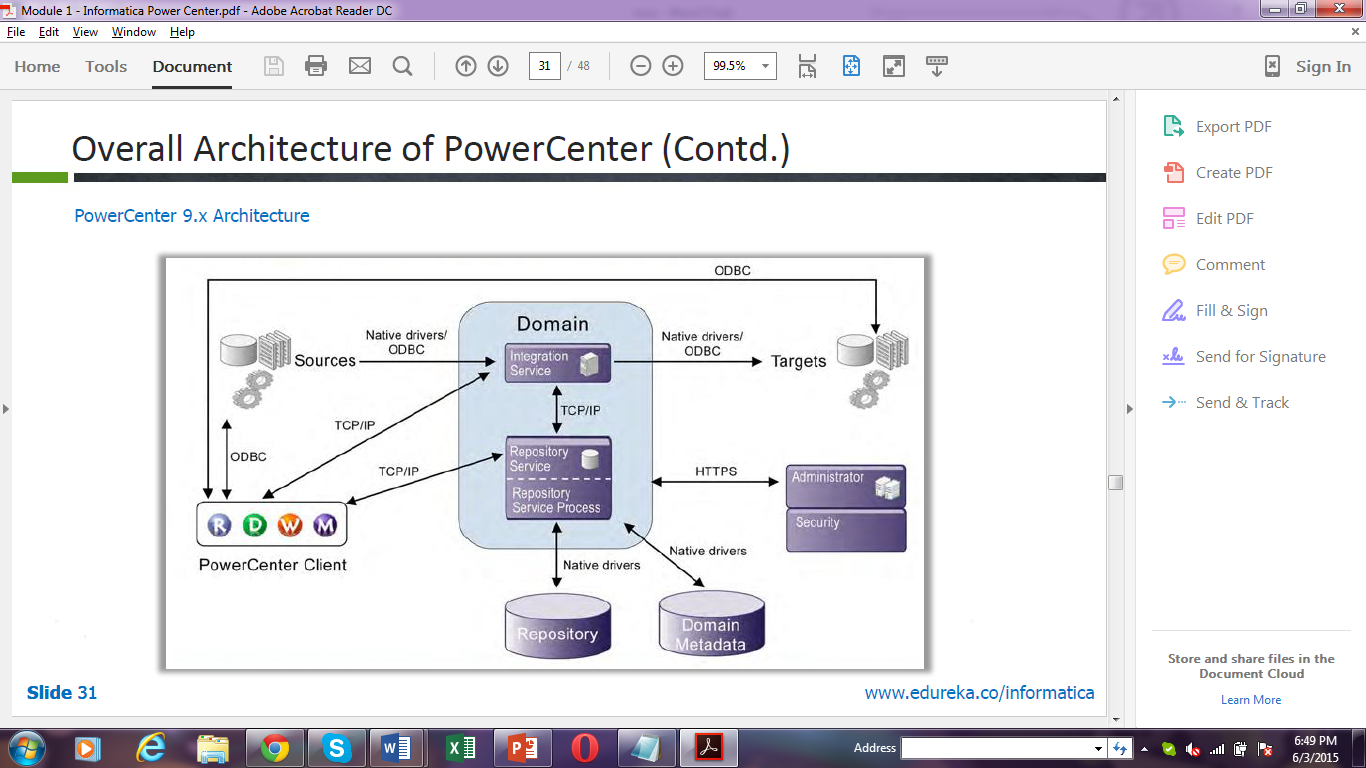 Module 1 - Informatica Power Center.pdf - Adobe Acrobat Reader DC
File Edit View Window Help
Home Tools Document 31 / 48 99.5% Sign In
Overall Architecture of PowerCenter (Contd.)
PowerCenter 9.x Architecture
ODBC
Domain
Native drivers/
ODBC
Native drivers/
ODBC
Sources
Integration
Service
Targets
TCP/IP
TCP/IP
ODBC
TCP/IP
Repository
Service
Repository
Service Process
HTTPS
Administrator
Security
R D W M
PowerCenter Client
Native drivers
Native drivers
Repository
Domain
Metadata
Slide 31
www.edureka.co/informatica
Export PDF
Create PDF
Edit PDF
Comment
Fill & Sign
Send for Signature
Send & Track
Store and share files in the
Document Cloud
Learn More
Address
6:49 PM
6/3/2015